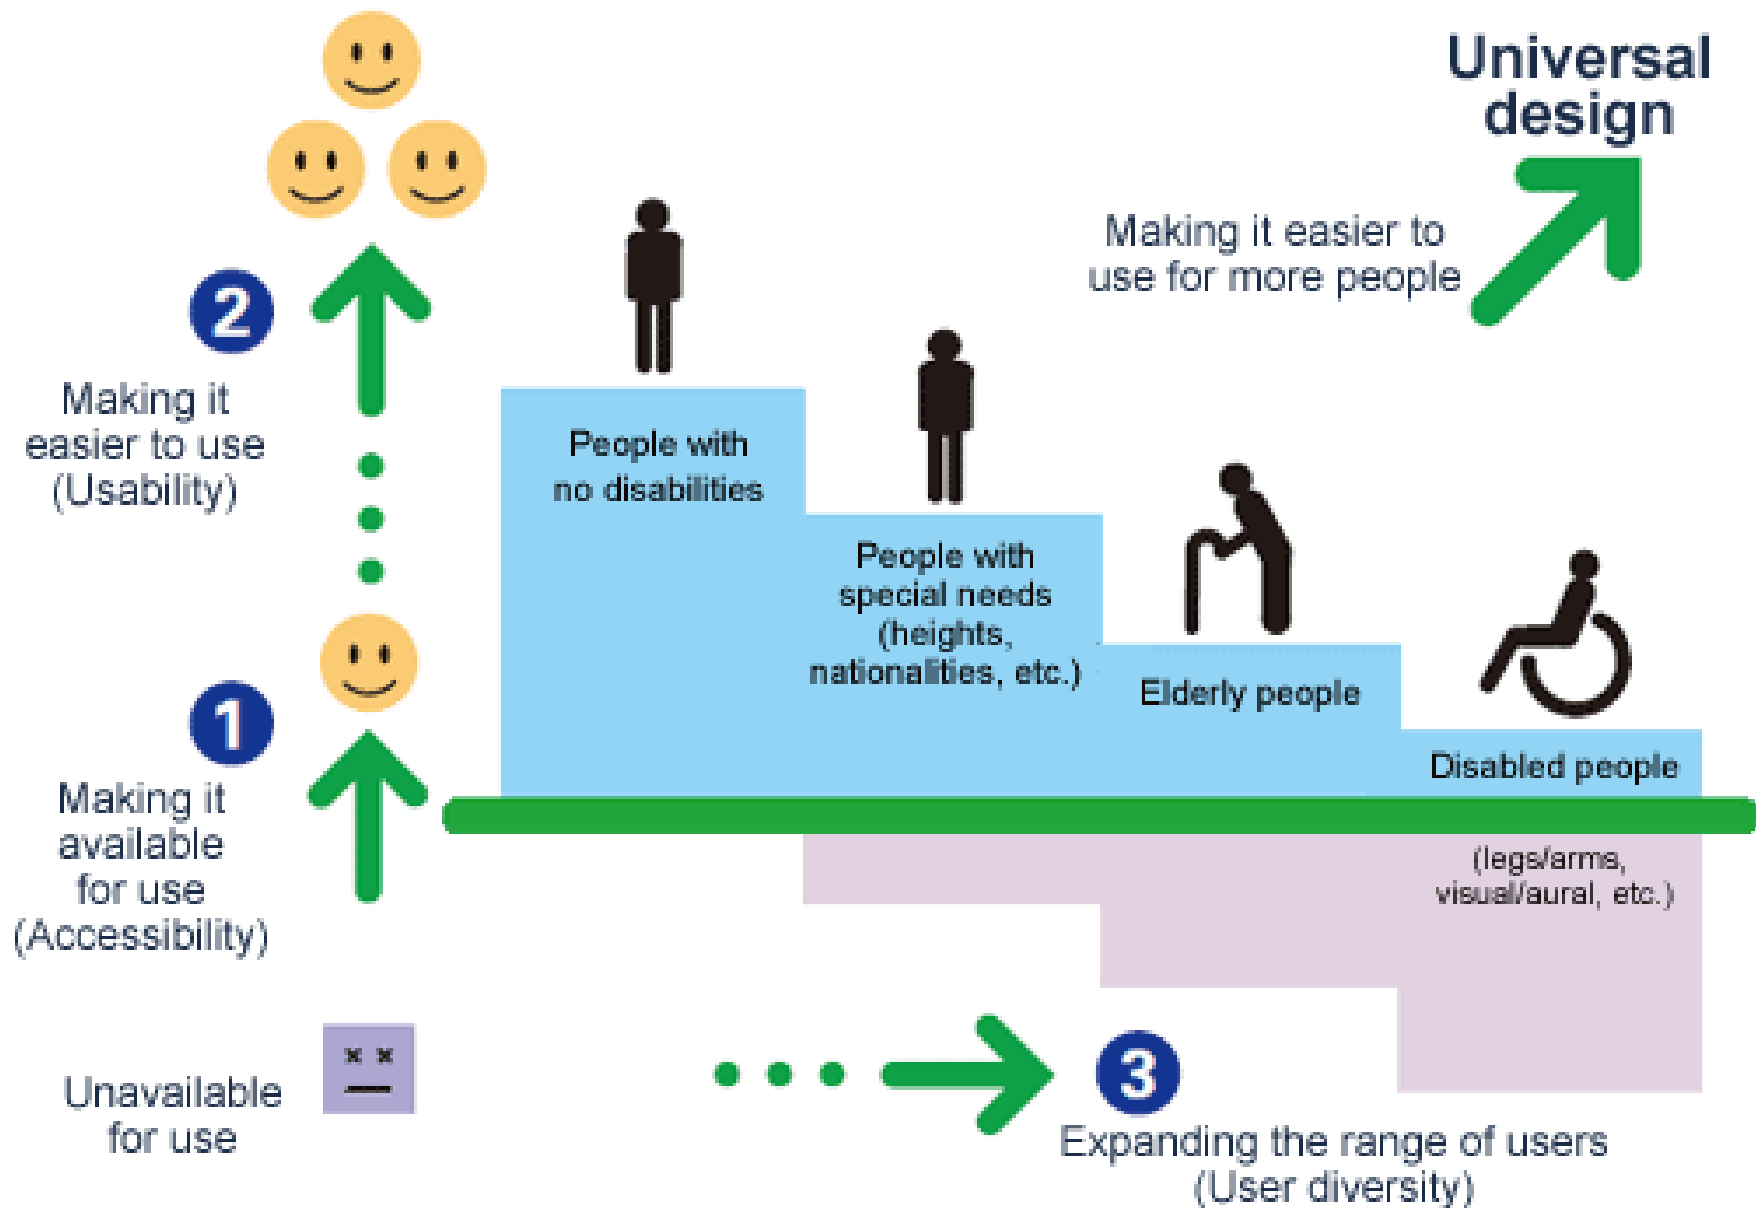 Universal
design
Making it easier to
use for more people
2
Making it
easier to use
(Usability)
1
Making it
available
for use
(Accessibility)
Unavailable
for use
People with
no disabilities
People with
special needs
(heights,
nationalities, etc.)
Elderly people
Disabled people
(legs/arms,
visual/aural, etc.)
3
Expanding the range of users
(User diversity)